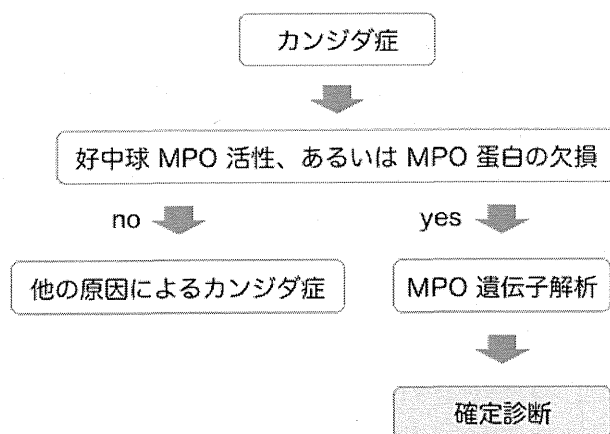 カンジダ症
好中球 MPO 活性、あるいは MPO 蛋白の欠損
no
yes
他の原因によるカンジダ症
MPO 遺伝子解析
確定診断